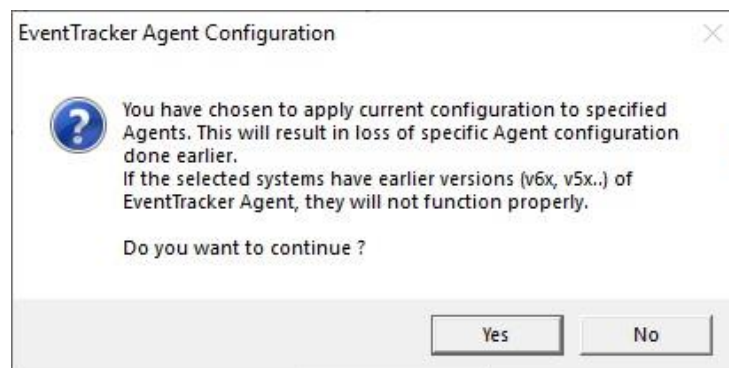 EventTracker Agent Configuration
You have chosen to apply current configuration to specified
Agents. This will result in loss of specific Agent configuration
done earlier.
If the selected systems have earlier versions (v6x, v5x..) of
EventTracker Agent, they will not function properly.
Do you want to continue ?
Yes
No